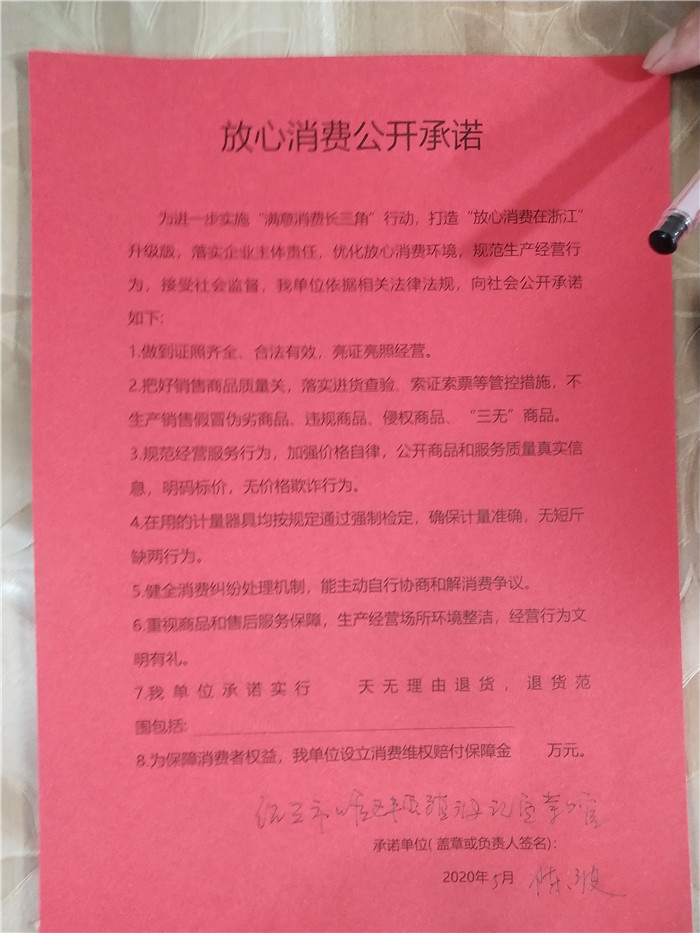 放心消费公开承诺
为进一步实施“满意消费长三角”行动，打造“放心消费在浙江”
升级版，落实企业主体责任，优化放心消费环境，规范生产经营行
为，接受社会监督，我单位依据相关法律法规，向社会公开承诺
如下：
1.做到证照齐全、合法有效，亮证亮照经营。
2.把好销售商品质量关，落实进货查验、索证索票等管控措施，不
生产销售假冒伪劣商品、违规商品、侵权商品、“三无”商品。
3.规范经营服务行为，加强价格自律，公开商品和服务质量真实信
息，明码标价，无价格欺诈行为。
4.在用的计量器具均按规定通过强制检定，确保计量准确，无短斤
缺两行为。
5.健全消费纠纷处理机制，能主动自行协商和解消费争议。
6.重视商品和售后服务保障，生产经营场所环境整洁，经营行为文
明有礼。
7.我单位承诺实行 天无理由退货，退货范
围包括:
8.为保障消费者权益，我单位设立消费维权赔付保障金 万元。
承诺单位(盖章或负责人签名):
2020年5月